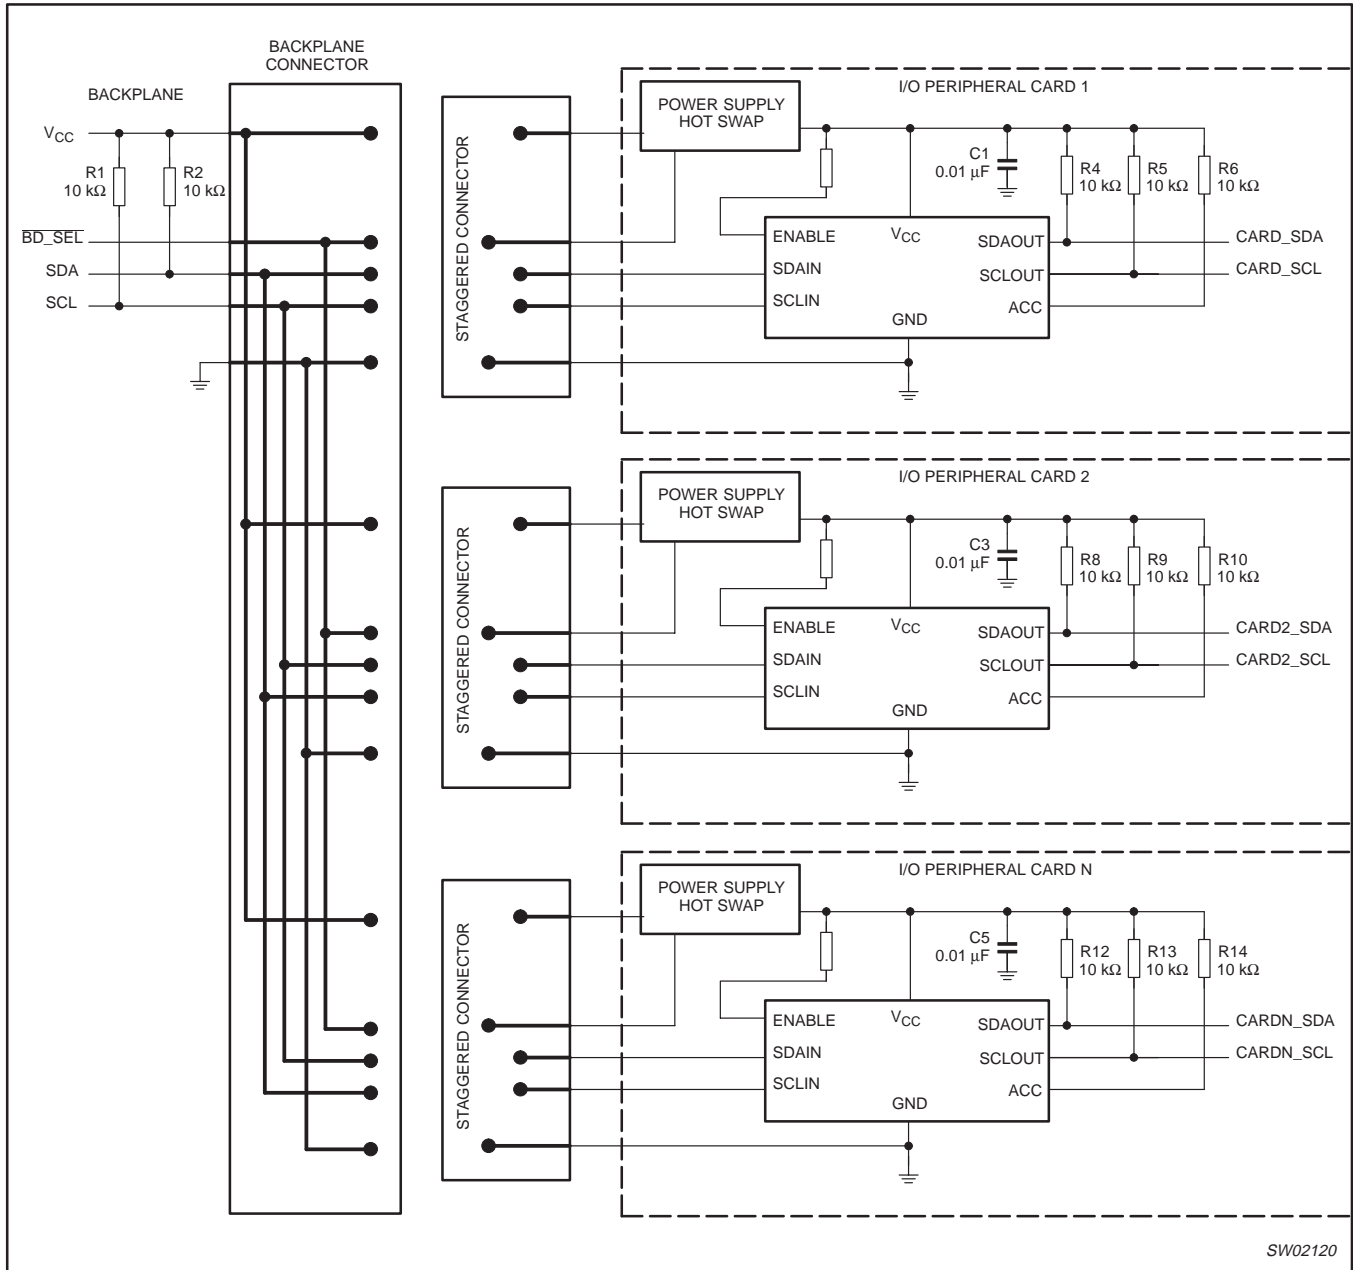 BACKPLANE
CONNECTOR
BACKPLANE
VCC
R1
10 kΩ
R2
10 kΩ
BD_SEL
SDA
SCL
STAGGERED CONNECTOR
I/O PERIPHERAL CARD 1
POWER SUPPLY
HOT SWAP
C1
0.01 µF
R4
10 kΩ
R5
10 kΩ
R6
10 kΩ
ENABLE
VCC
SDAOUT
CARD_SDA
SDAIN
SCLOUT
CARD_SCL
SCLIN
ACC
GND
STAGGERED CONNECTOR
I/O PERIPHERAL CARD 2
POWER SUPPLY
HOT SWAP
C3
0.01 µF
R8
10 kΩ
R9
10 kΩ
R10
10 kΩ
ENABLE
VCC
SDAOUT
CARD2_SDA
SDAIN
SCLOUT
CARD2_SCL
SCLIN
ACC
GND
STAGGERED CONNECTOR
I/O PERIPHERAL CARD N
POWER SUPPLY
HOT SWAP
C5
0.01 µF
R12
10 kΩ
R13
10 kΩ
R14
10 kΩ
ENABLE
VCC
SDAOUT
CARDN_SDA
SDAIN
SCLOUT
CARDN_SCL
SCLIN
ACC
GND
SW02120